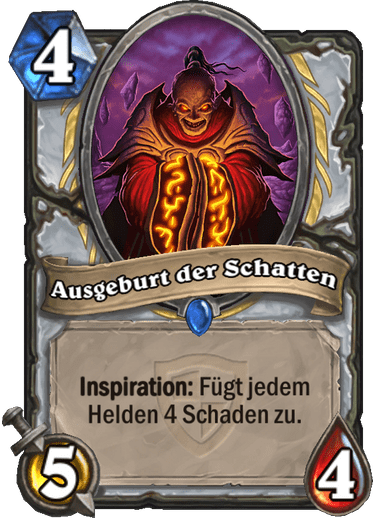 4
Ausgeburt der Schatten
Inspiration: Fügt jedem
Helden 4 Schaden zu.
5
4